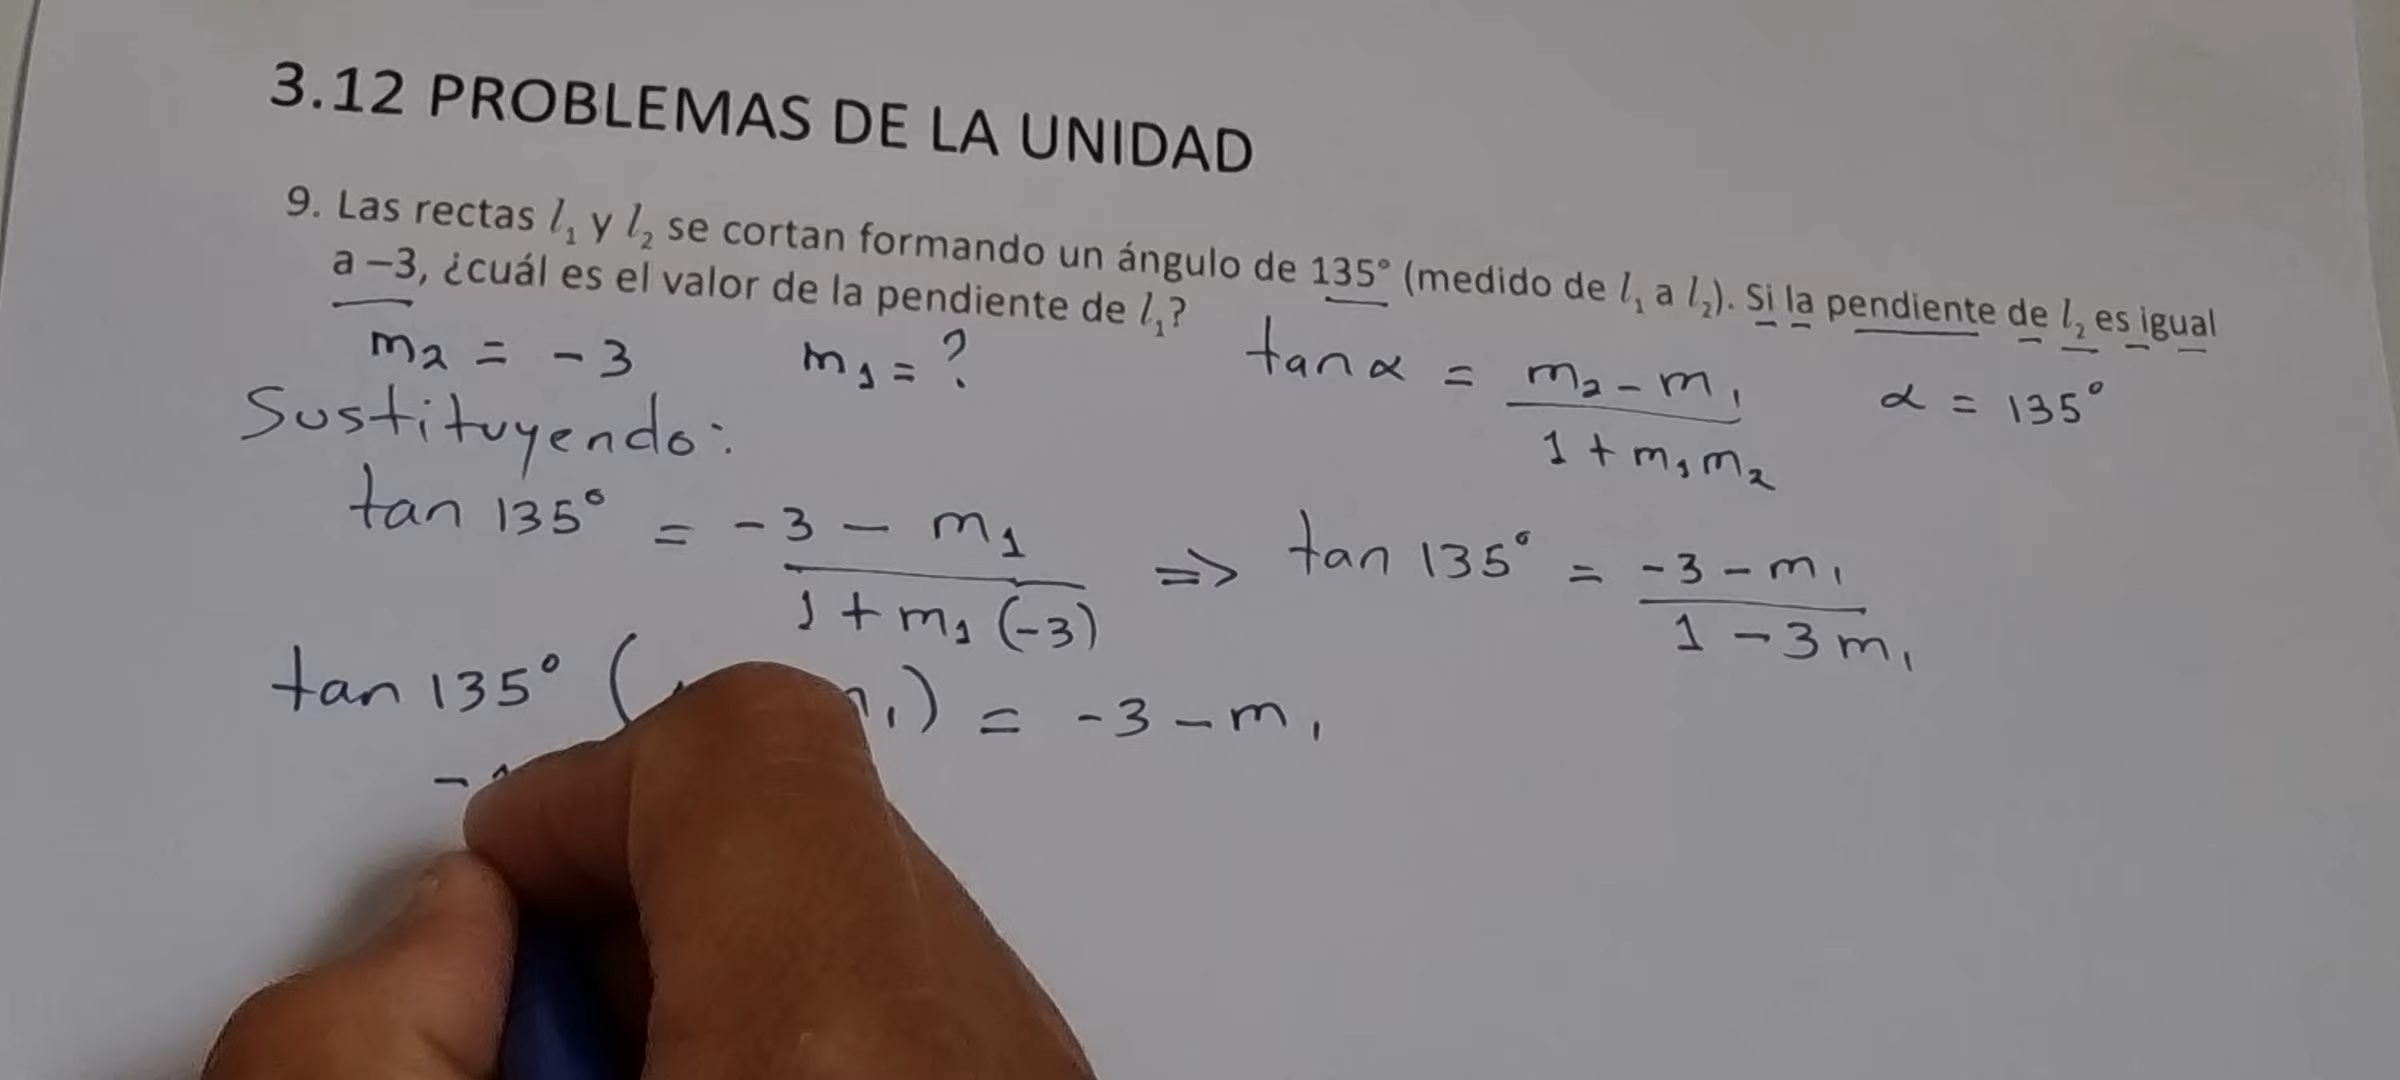 3.12 PROBLEMAS DE LA UNIDAD
9. Las rectas l₁ y l₂ se cortan formando un ángulo de 135° (medido de l₁ a l₂). Si la pendiente de l₂ es igual
a −3, ¿cuál es el valor de la pendiente de l₁?
m₂ = -3 m₁ = ? tan α = (m₂ - m₁) / (1 + m₁m₂) α = 135°
Sustituyendo:
tan 135° = (-3 - m₁) / (1 + m₁(-3)) => tan 135° = (-3 - m₁) / (1 - 3m₁)
tan 135° ( ₁) = -3 - m₁
-